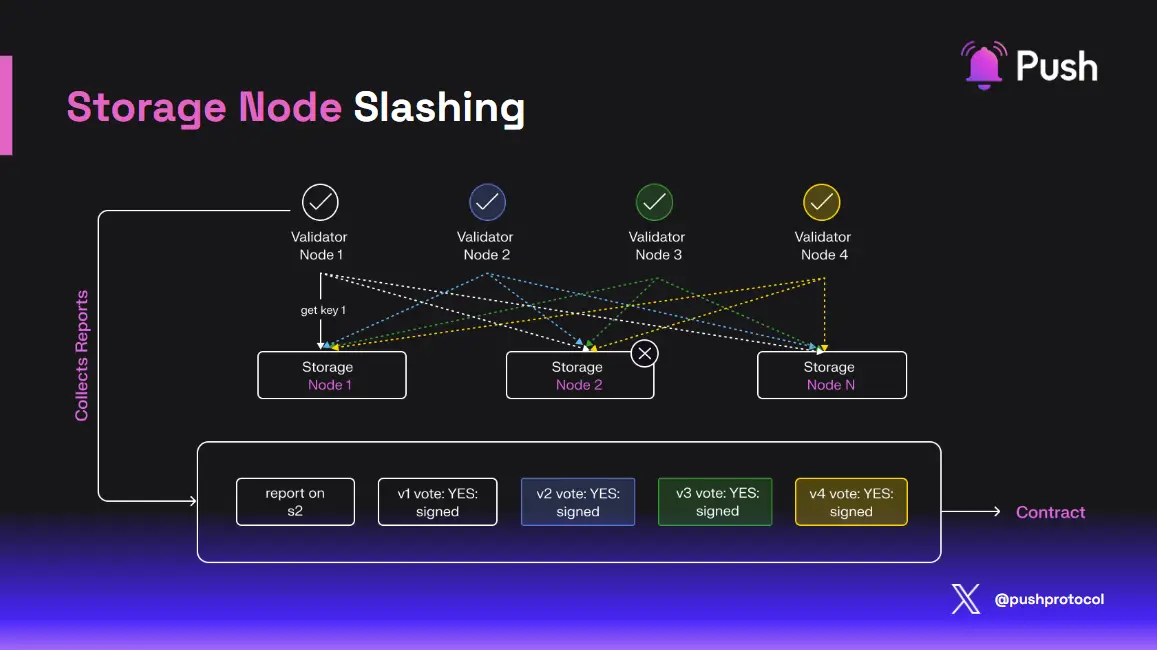 Push
Storage Node Slashing
Validator
Node 1
Validator
Node 2
Validator
Node 3
Validator
Node 4
get key 1
Collects Reports
Storage
Node 1
Storage
Node 2
Storage
Node N
report on
s2
v1 vote: YES:
signed
v2 vote: YES:
signed
v3 vote: YES:
signed
v4 vote: YES:
signed
Contract
@pushprotocol